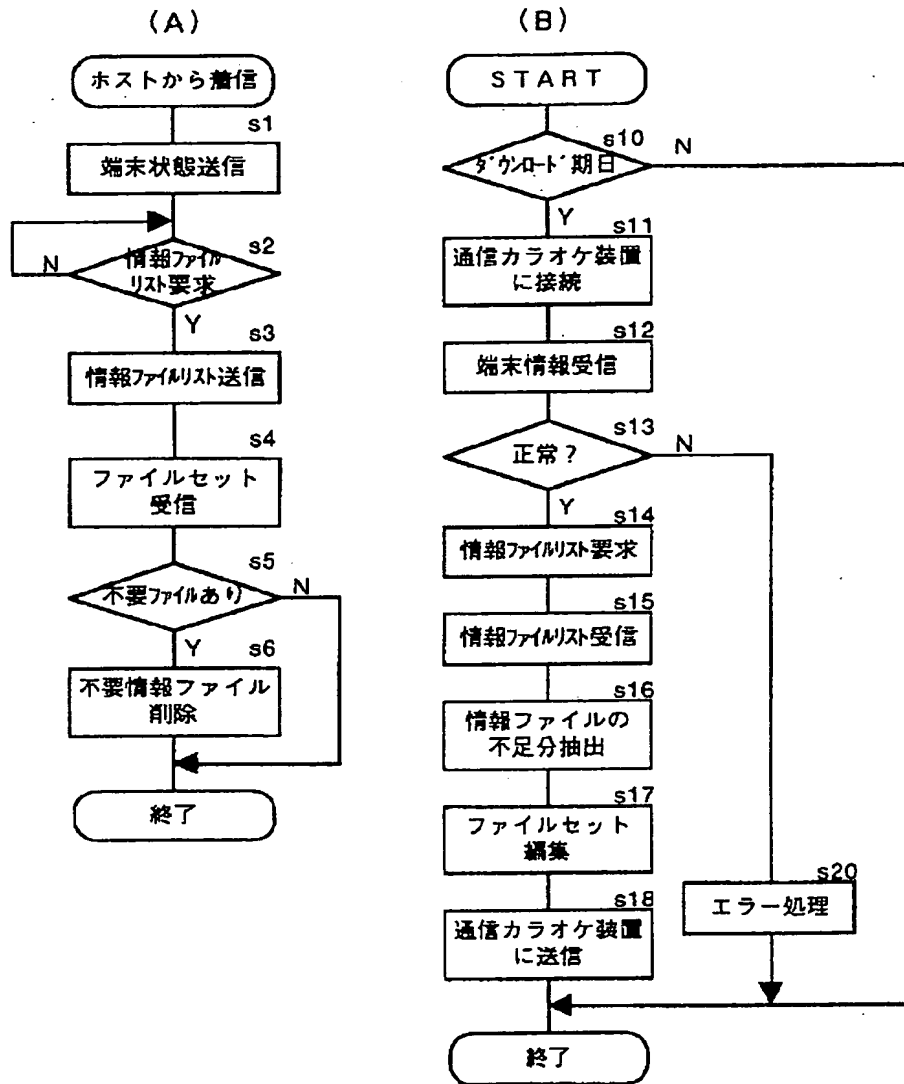 (A)
ホストから着信
s1
端末状態送信
s2
情報ファイル
リスト要求
N
Y
s3
情報ファイルリスト送信
s4
ファイルセット
受信
s5
不要ファイルあり
N
Y
s6
不要情報ファイル
削除
終了
(B)
START
s10
ダウンロード期日
N
Y
s11
通信カラオケ装置
に接続
s12
端末情報受信
s13
正常?
N
Y
s14
情報ファイルリスト要求
s15
情報ファイルリスト受信
s16
情報ファイルの
不足分抽出
s17
ファイルセット
編集
s18
通信カラオケ装置
に送信
s20
エラー処理
終了